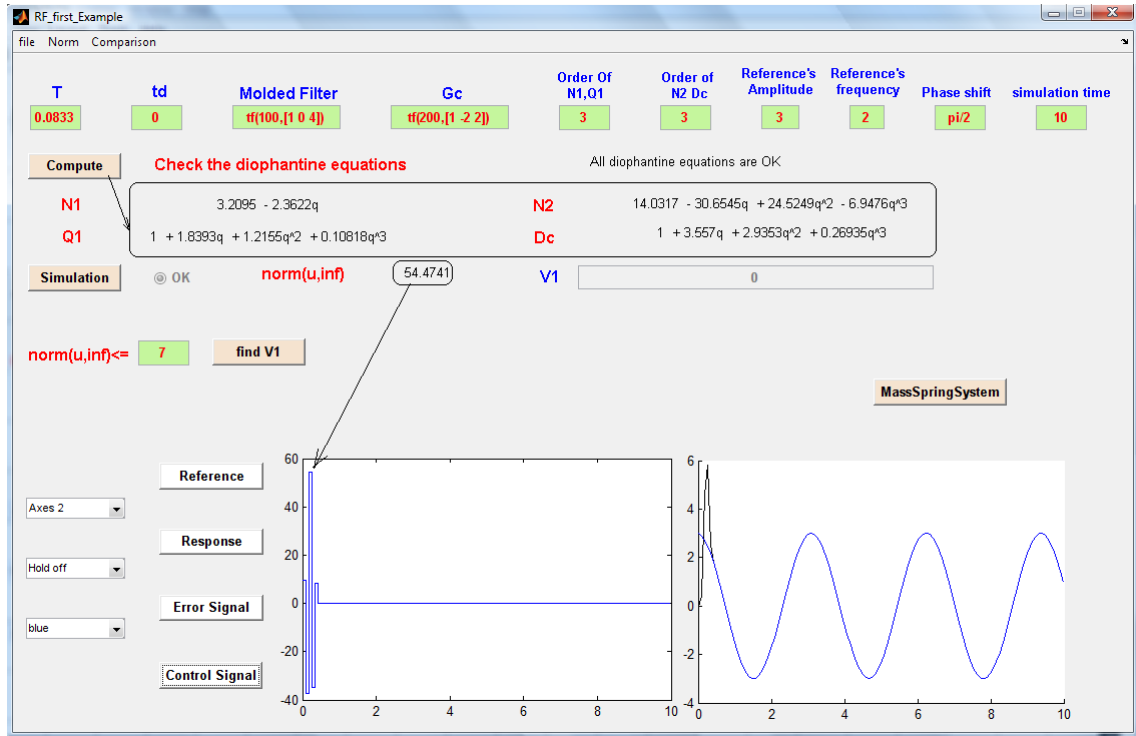 RF_first_Example
file Norm Comparison
T td Molded Filter Gc Order Of N1,Q1 Order of N2 Dc Reference's Amplitude Reference's frequency Phase shift simulation time
0.0833 0 tf(100,[1 0 4]) tf(200,[1 -2 2]) 3 3 3 2 pi/2 10
Compute Check the diophantine equations All diophantine equations are OK
N1 3.2095 - 2.3622q N2 14.0317 - 30.6545q + 24.5249q^2 - 6.9476q^3
Q1 1 + 1.8393q + 1.2155q^2 + 0.10818q^3 Dc 1 + 3.557q + 2.9353q^2 + 0.26935q^3
Simulation OK norm(u,inf) 54.4741 V1 0
norm(u,inf)<= 7 find V1
MassSpringSystem
Reference
Axes 2
Response
Hold off
Error Signal
blue
Control Signal
60
40
20
0
-20
-40
0 2 4 6 8 10
6
4
2
0
-2
-4
0 2 4 6 8 10